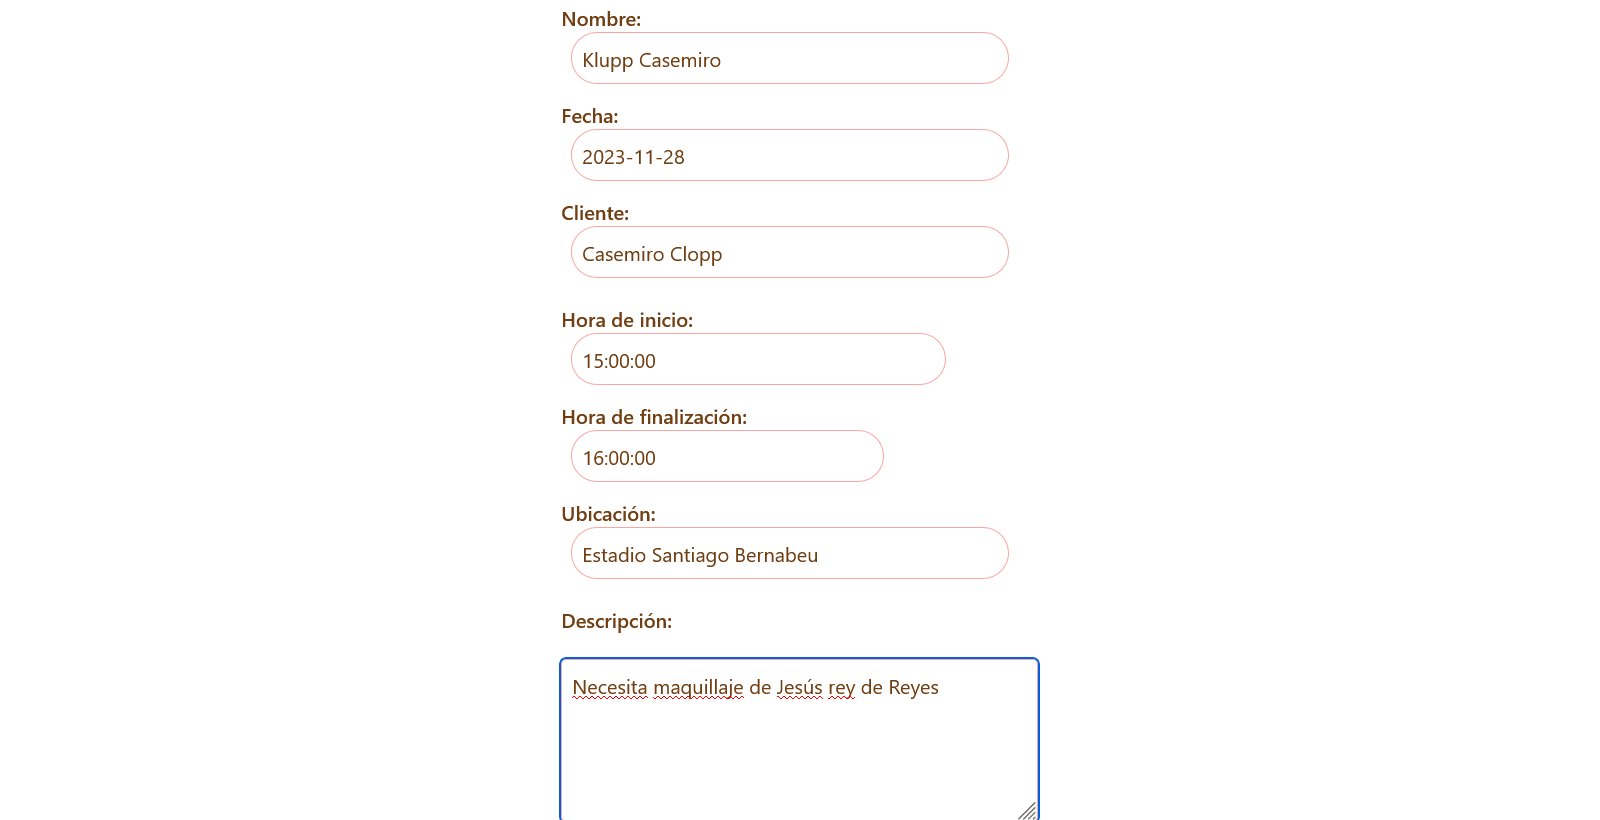 Nombre:
Klupp Casemiro
Fecha:
2023-11-28
Cliente:
Casemiro Clopp
Hora de inicio:
15:00:00
Hora de finalización:
16:00:00
Ubicación:
Estadio Santiago Bernabeu
Descripción:
Necesita maquillaje de Jesús rey de Reyes